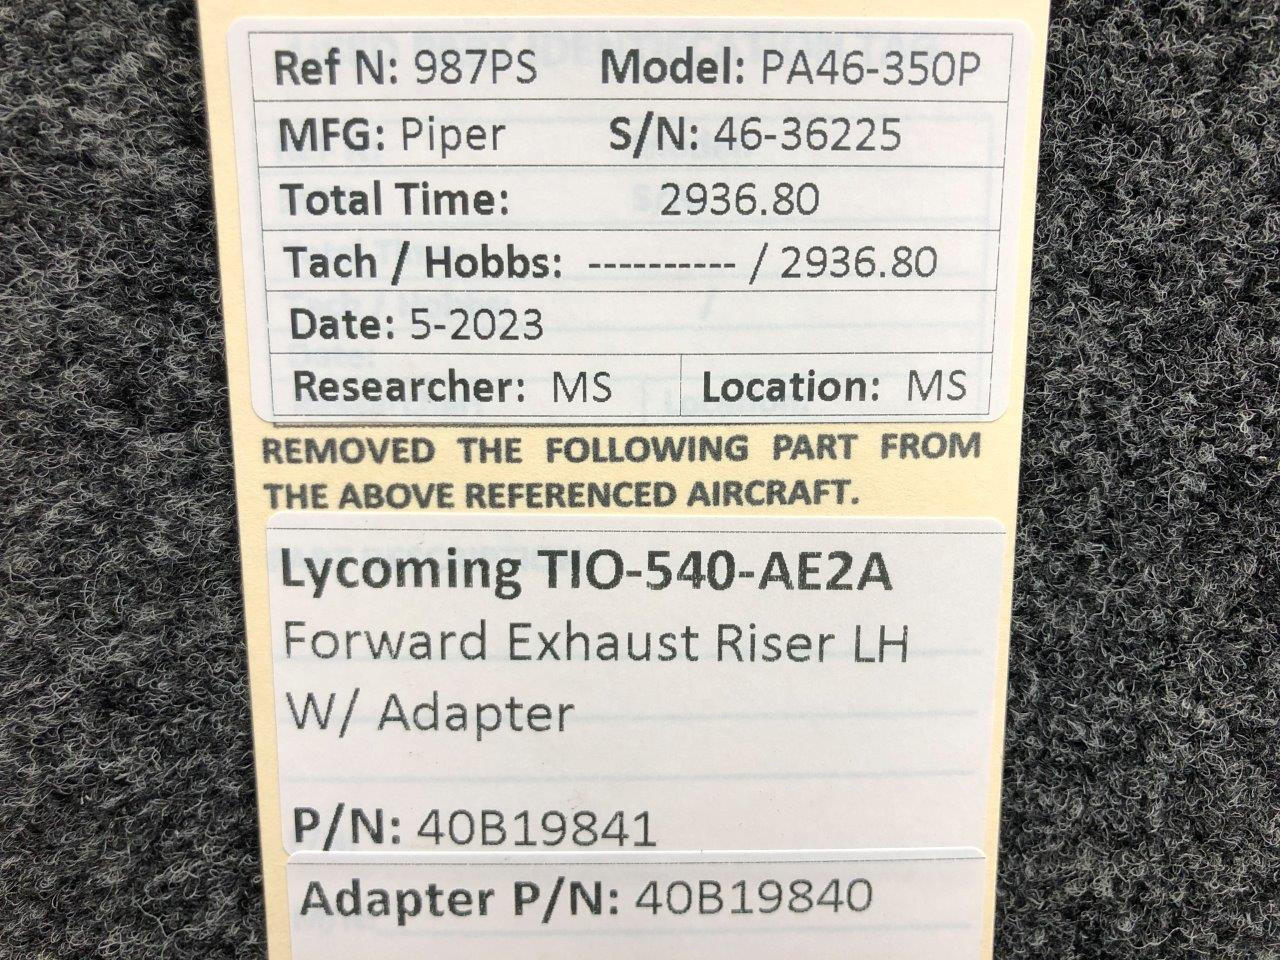 Ref N: 987PS Model: PA46-350P
MFG: Piper S/N: 46-36225
Total Time: 2936.80
Tach / Hobbs: ---------- / 2936.80
Date: 5-2023
Researcher: MS Location: MS
REMOVED THE FOLLOWING PART FROM
THE ABOVE REFERENCED AIRCRAFT.
Lycoming TIO-540-AE2A
Forward Exhaust Riser LH
W/ Adapter
P/N: 40B19841
Adapter P/N: 40B19840